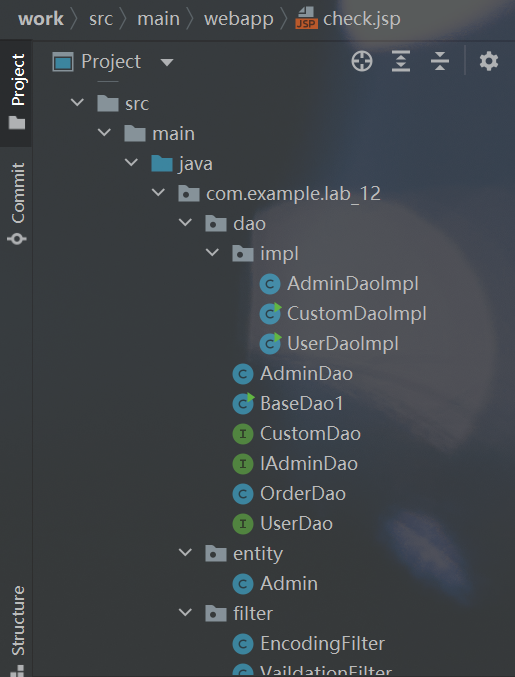 work src main webapp JSP check.jsp
Project
Project
Commit
Structure
src
main
java
com.example.lab_12
dao
impl
C AdminDaoImpl
C CustomDaoImpl
C UserDaoImpl
C AdminDao
C BaseDao1
I CustomDao
I IAdminDao
C OrderDao
I UserDao
entity
C Admin
filter
C EncodingFilter
C VaildationFilter